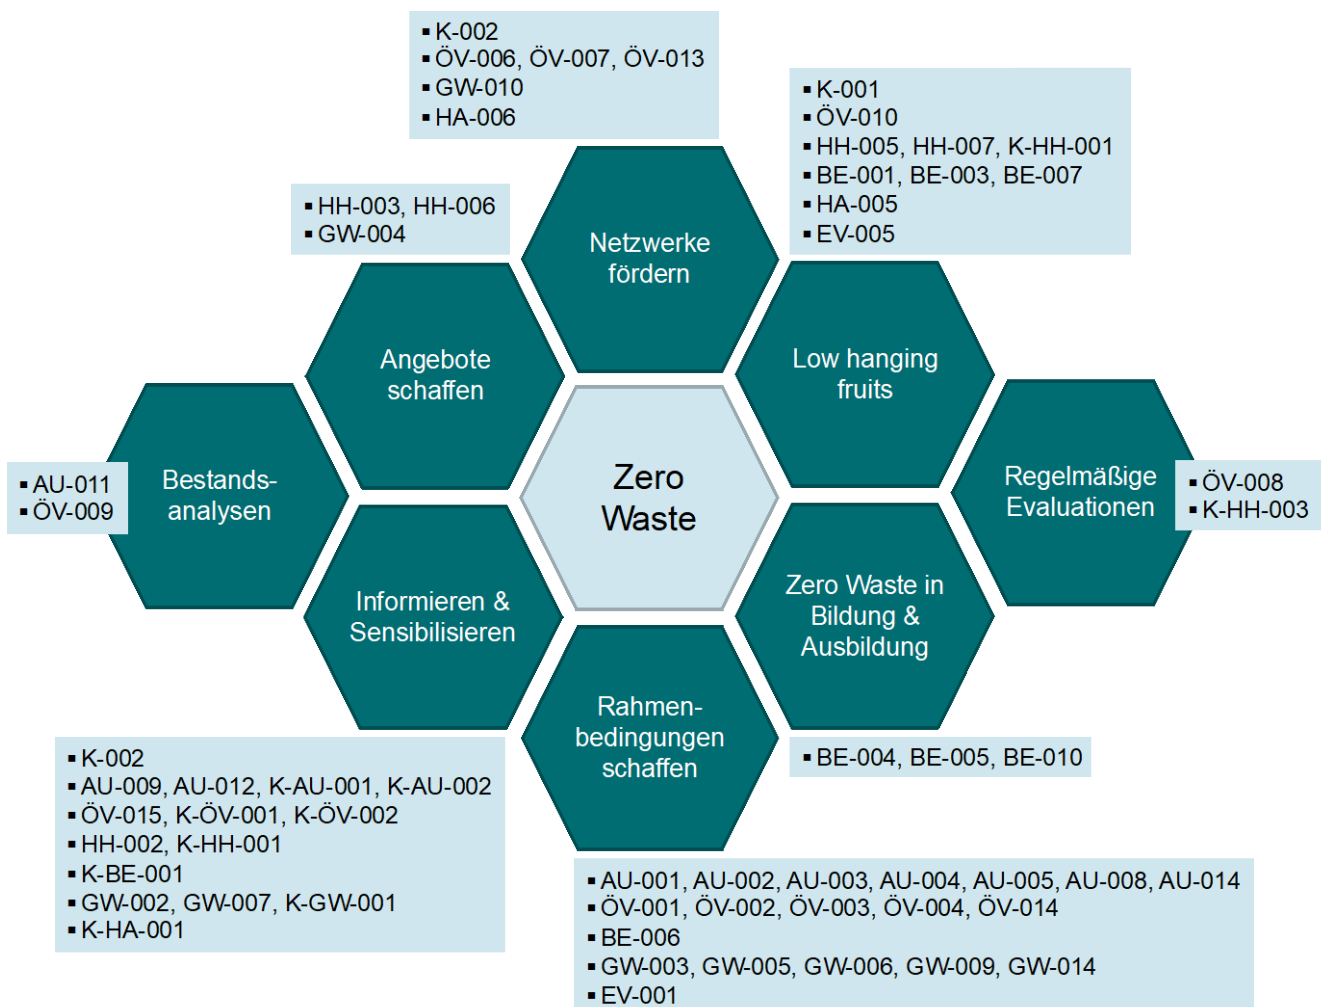 ▪ K-002
▪ ÖV-006, ÖV-007, ÖV-013
▪ GW-010
▪ HA-006
▪ K-001
▪ ÖV-010
▪ HH-005, HH-007, K-HH-001
▪ BE-001, BE-003, BE-007
▪ HA-005
▪ EV-005
▪ HH-003, HH-006
▪ GW-004
Netzwerke
fördern
Angebote
schaffen
Low hanging
fruits
▪ AU-011
▪ ÖV-009
Bestands-
analysen
Zero
Waste
Regelmäßige
Evaluationen
▪ ÖV-008
▪ K-HH-003
Informieren &
Sensibilisieren
Zero Waste in
Bildung &
Ausbildung
Rahmen-
bedingungen
schaffen
▪ BE-004, BE-005, BE-010
▪ K-002
▪ AU-009, AU-012, K-AU-001, K-AU-002
▪ ÖV-015, K-ÖV-001, K-ÖV-002
▪ HH-002, K-HH-001
▪ K-BE-001
▪ GW-002, GW-007, K-GW-001
▪ K-HA-001
▪ AU-001, AU-002, AU-003, AU-004, AU-005, AU-008, AU-014
▪ ÖV-001, ÖV-002, ÖV-003, ÖV-004, ÖV-014
▪ BE-006
▪ GW-003, GW-005, GW-006, GW-009, GW-014
▪ EV-001